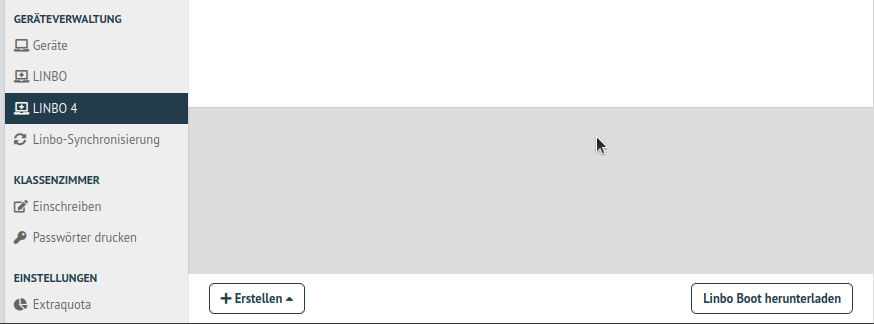 GERÄTEVERWALTUNG
Geräte
LINBO
LINBO 4
Linbo-Synchronisierung
KLASSENZIMMER
Einschreiben
Passwörter drucken
EINSTELLUNGEN
Extraquota
Erstellen
Linbo Boot herunterladen